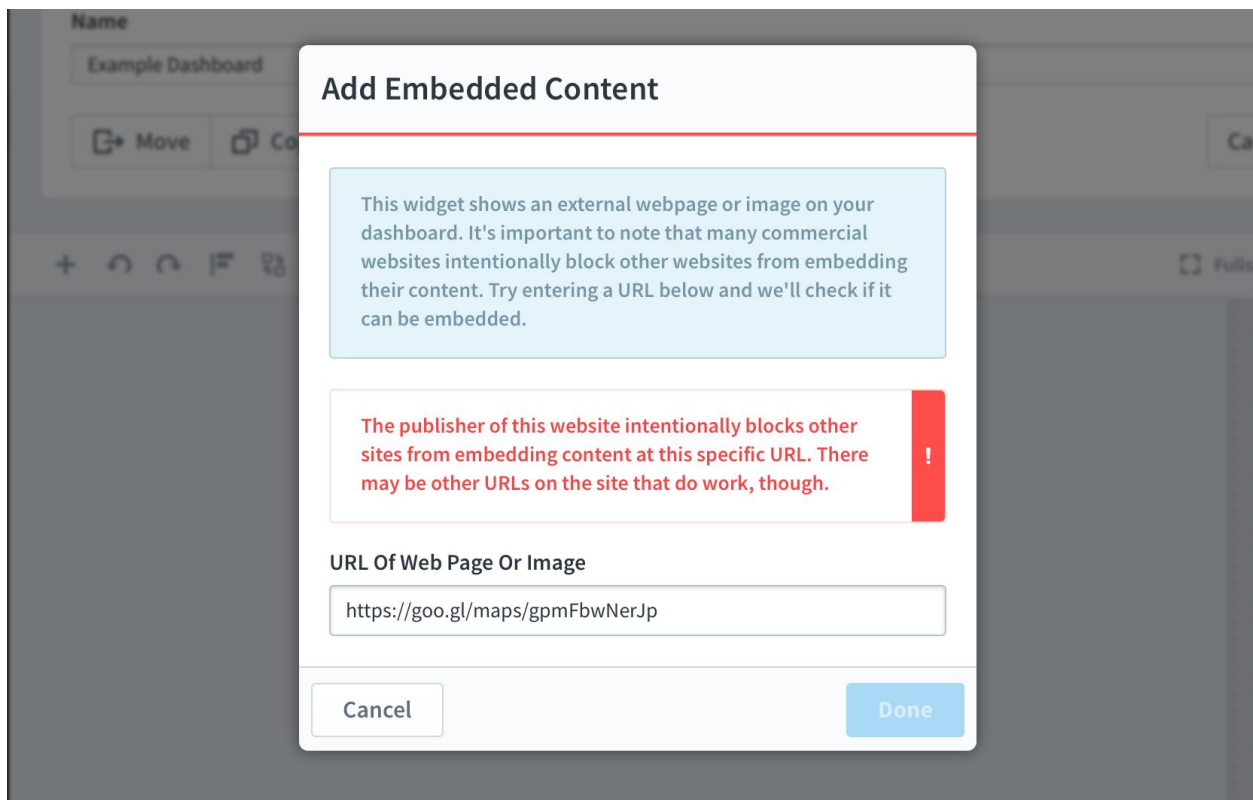 Name
Example Dashboard
Move
Add Embedded Content
This widget shows an external webpage or image on your
dashboard. It's important to note that many commercial
websites intentionally block other websites from embedding
their content. Try entering a URL below and we'll check if it
can be embedded.
The publisher of this website intentionally blocks other
sites from embedding content at this specific URL. There
may be other URLs on the site that do work, though.
!
URL Of Web Page Or Image
https://goo.gl/maps/gpmFbwNerJp
Cancel
Done